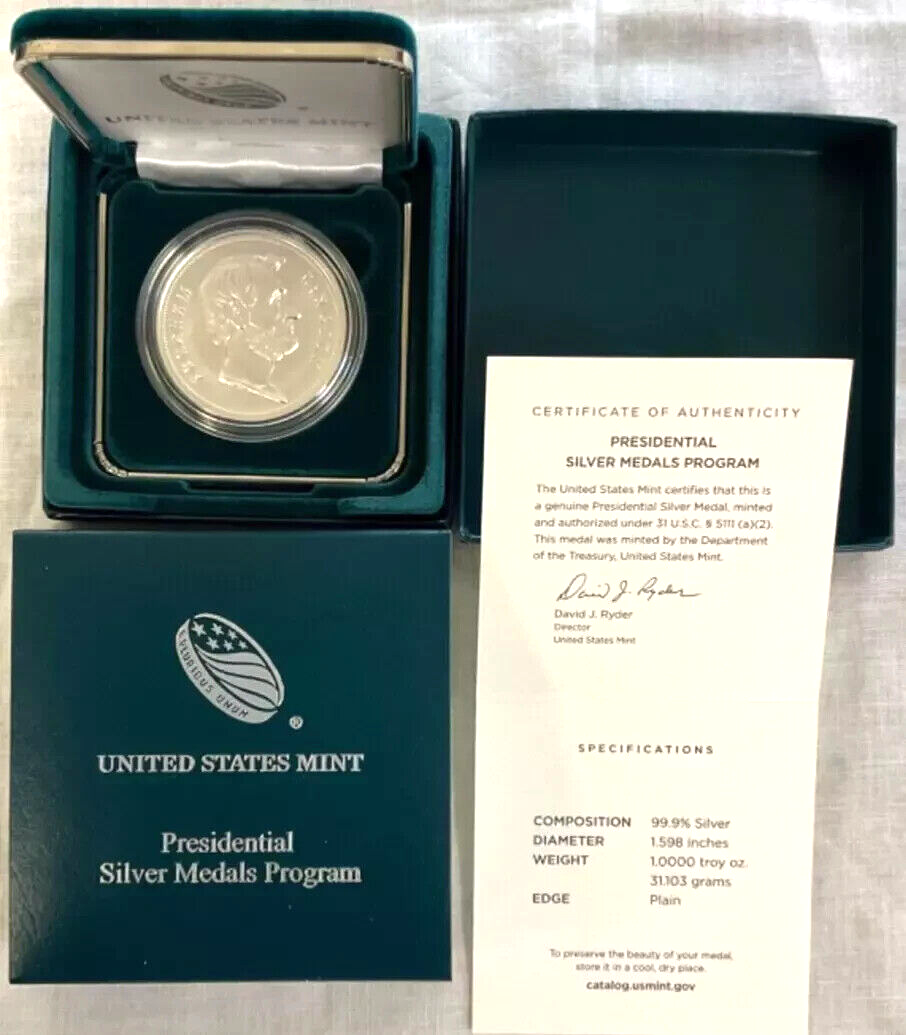 UNITED STATES MINT
ABRAHAM LINCOLN
CERTIFICATE OF AUTHENTICITY
PRESIDENTIAL
SILVER MEDALS PROGRAM
The United States Mint certifies that this is
a genuine Presidential Silver Medal, minted
and authorized under 31 U.S.C. § 5111 (a)(2).
This medal was minted by the Department
of the Treasury, United States Mint.
David J. Ryder
David J. Ryder
Director
United States Mint
SPECIFICATIONS
COMPOSITION 99.9% Silver
DIAMETER 1.598 inches
WEIGHT 1.0000 troy oz.
31.103 grams
EDGE Plain
To preserve the beauty of your medal,
store it in a cool, dry place.
catalog.usmint.gov
E PLURIBUS UNUM
®
UNITED STATES MINT
Presidential
Silver Medals Program